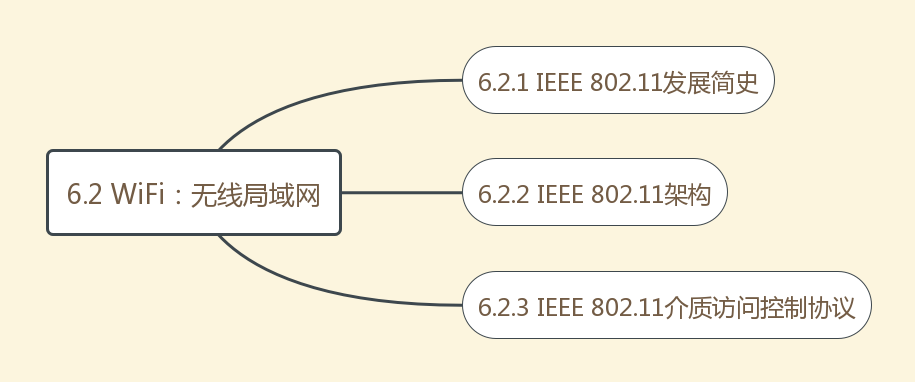 6.2.1 IEEE 802.11发展简史
6.2 WiFi：无线局域网
6.2.2 IEEE 802.11架构
6.2.3 IEEE 802.11介质访问控制协议